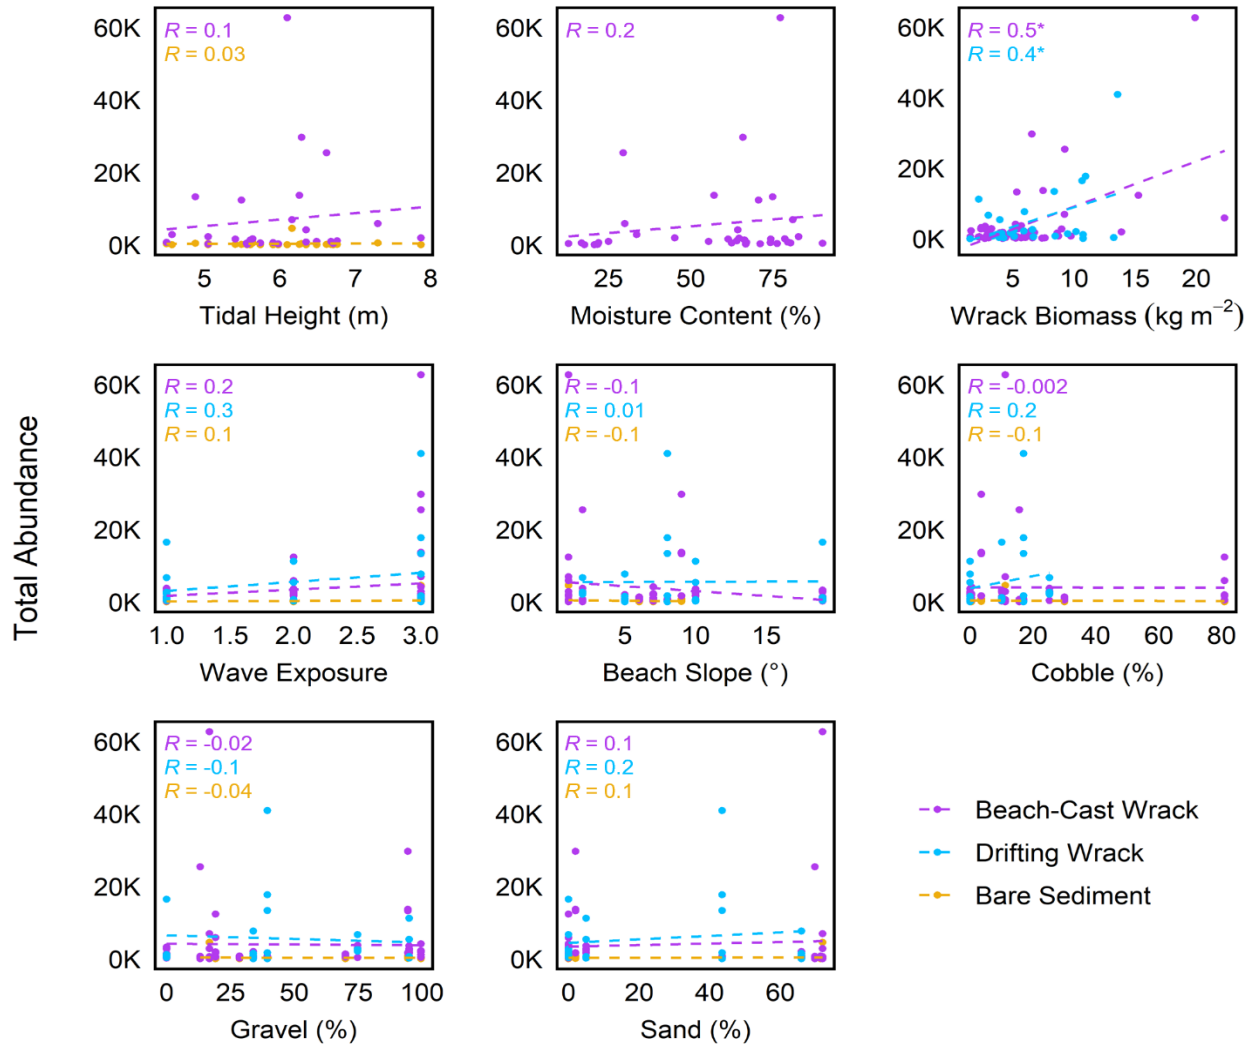 60K
40K
20K
0K
R = 0.1
R = 0.03
5
6
7
8
Tidal Height (m)
60K
40K
20K
0K
R = 0.2
25
50
75
Moisture Content (%)
60K
40K
20K
0K
R = 0.5*
R = 0.4*
5
10
15
20
Wrack Biomass (kg m⁻²)
Total Abundance
60K
40K
20K
0K
R = 0.2
R = 0.3
R = 0.1
1.0
1.5
2.0
2.5
3.0
Wave Exposure
60K
40K
20K
0K
R = -0.1
R = 0.01
R = -0.1
5
10
15
Beach Slope (°)
60K
40K
20K
0K
R = -0.002
R = 0.2
R = -0.1
0
20
40
60
80
Cobble (%)
60K
40K
20K
0K
R = -0.02
R = -0.1
R = -0.04
0
25
50
75
100
Gravel (%)
60K
40K
20K
0K
R = 0.1
R = 0.2
R = 0.1
0
20
40
60
Sand (%)
Beach-Cast Wrack
Drifting Wrack
Bare Sediment